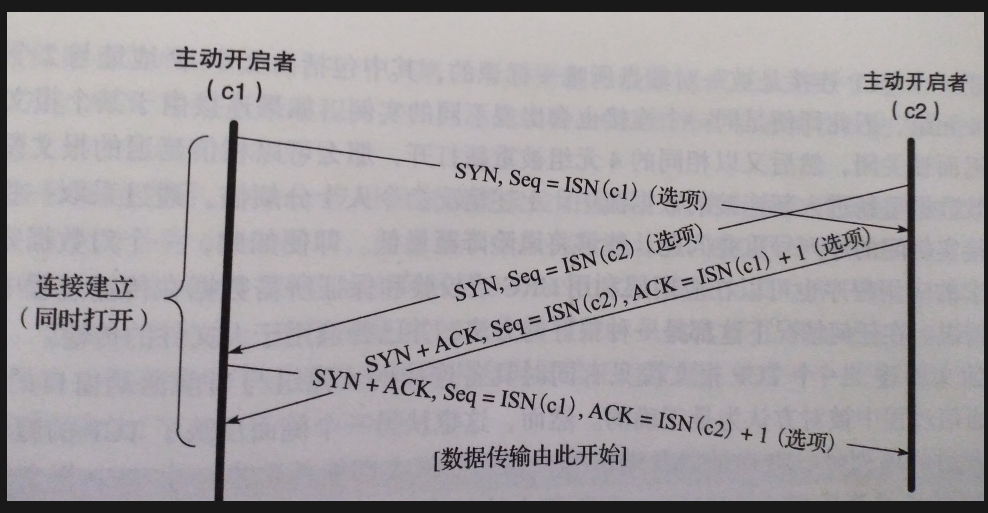 主动开启者
（c1）
主动开启者
（c2）
SYN, Seq = ISN(c1)（选项）
SYN, Seq = ISN(c2)（选项）
SYN + ACK, Seq = ISN(c2), ACK = ISN(c1) + 1（选项）
SYN + ACK, Seq = ISN(c1), ACK = ISN(c2) + 1（选项）
连接建立
（同时打开）
[数据传输由此开始]